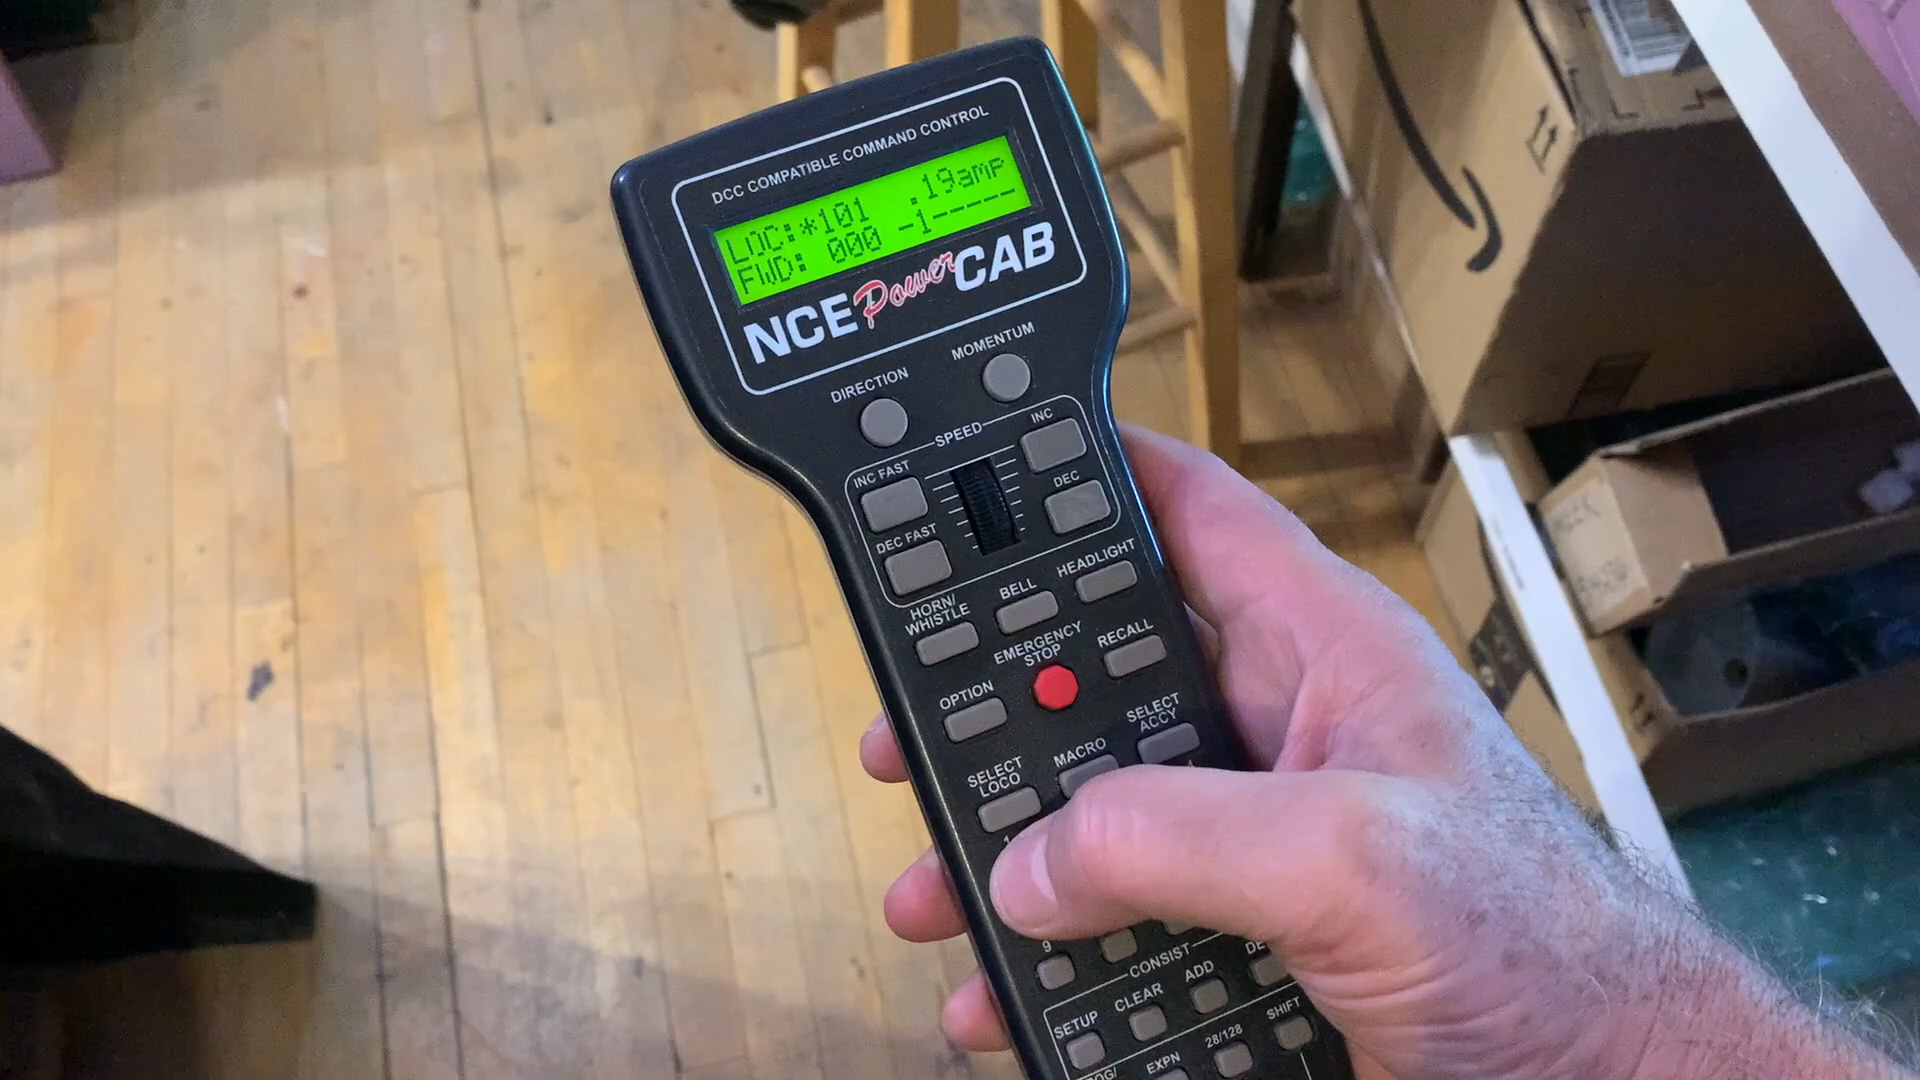 DCC COMPATIBLE COMMAND CONTROL
LOC:*101 .19amp
FWD: 000 -1-----
NCE Power CAB
DIRECTION
MOMENTUM
SPEED
INC
INC FAST
DEC
DEC FAST
HORN/
WHISTLE
BELL
HEADLIGHT
EMERGENCY
STOP
RECALL
OPTION
SELECT
LOCO
MACRO
SELECT
ACCY
1
9
CONSIST
SETUP
CLEAR
ADD
EXPN
28/128
SHIFT